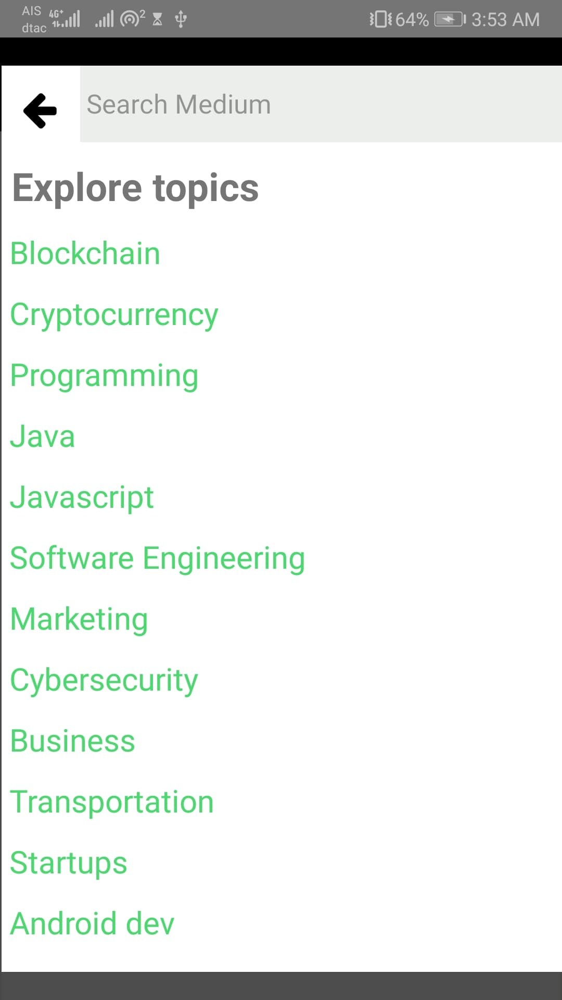 AIS 4G+ 2 64% 3:53 AM
dtac
Search Medium
Explore topics
Blockchain
Cryptocurrency
Programming
Java
Javascript
Software Engineering
Marketing
Cybersecurity
Business
Transportation
Startups
Android dev